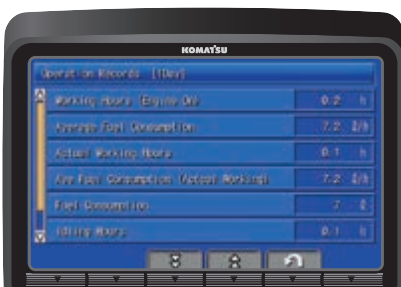 KOMATSU
Operation Records [1Day]
Working Hours (Engine On) 0.2 h
Average Fuel Consumption 7.2 ℓ/h
Actual Working Hours 0.1 h
Ave Fuel Consumption (Actual Working) 7.2 ℓ/h
Fuel Consumption 7 ℓ
Idling Hours 0.1 h